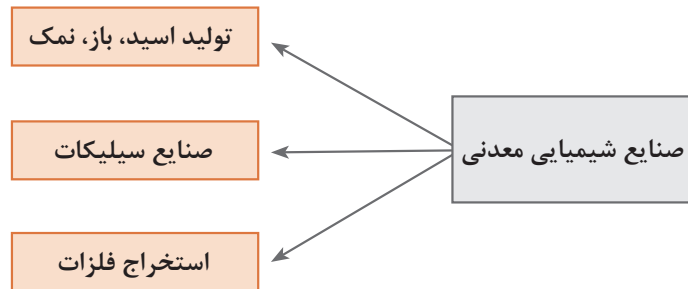 صنایع شیمیایی معدنی
تولید اسید، باز، نمک
صنایع سیلیکات
استخراج فلزات